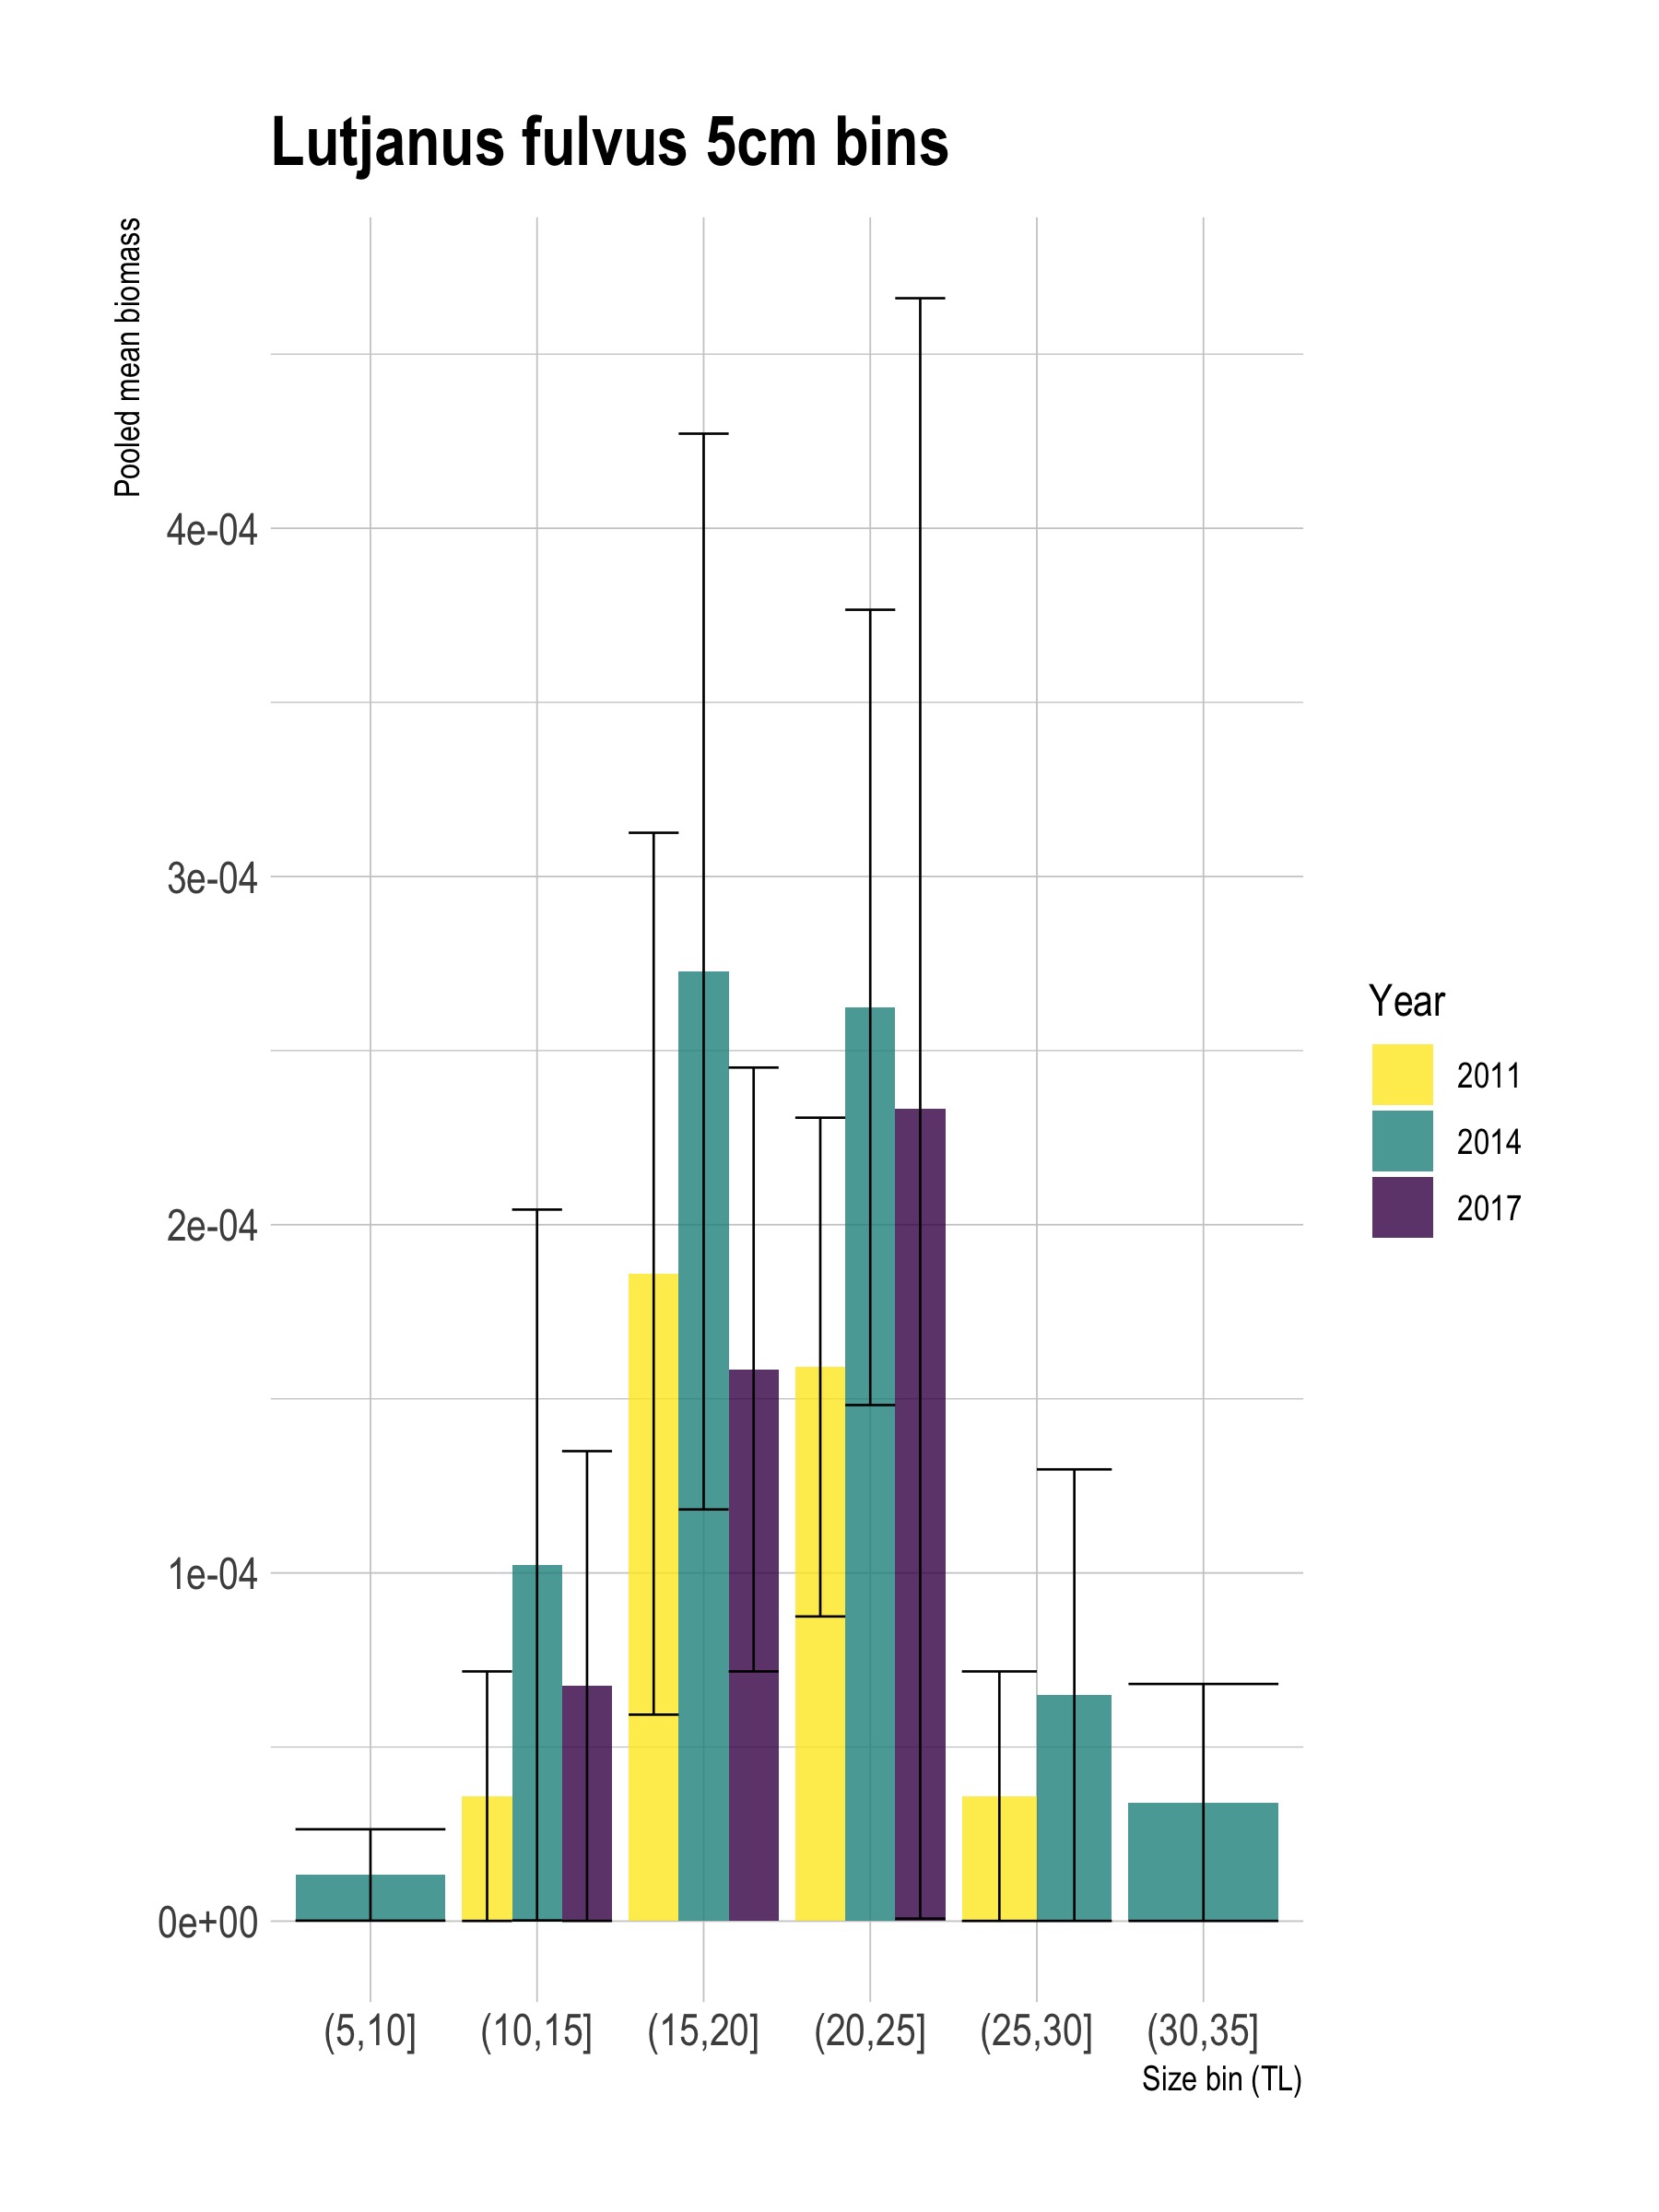 Lutjanus fulvus 5cm bins
Pooled mean biomass
4e-04
3e-04
2e-04
1e-04
0e+00
(5,10]
(10,15]
(15,20]
(20,25]
(25,30]
(30,35]
Size bin (TL)
Year
2011
2014
2017